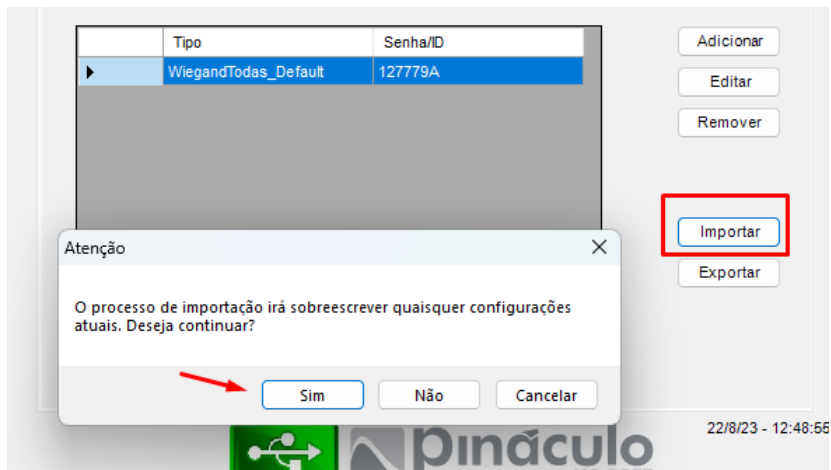 Tipo Senha/ID
WiegandTodas_Default 127779A
Adicionar
Editar
Remover
Importar
Exportar
Atenção
O processo de importação irá sobreescrever quaisquer configurações
atuais. Deseja continuar?
Sim Não Cancelar
22/8/23 - 12:48:55
pináculo